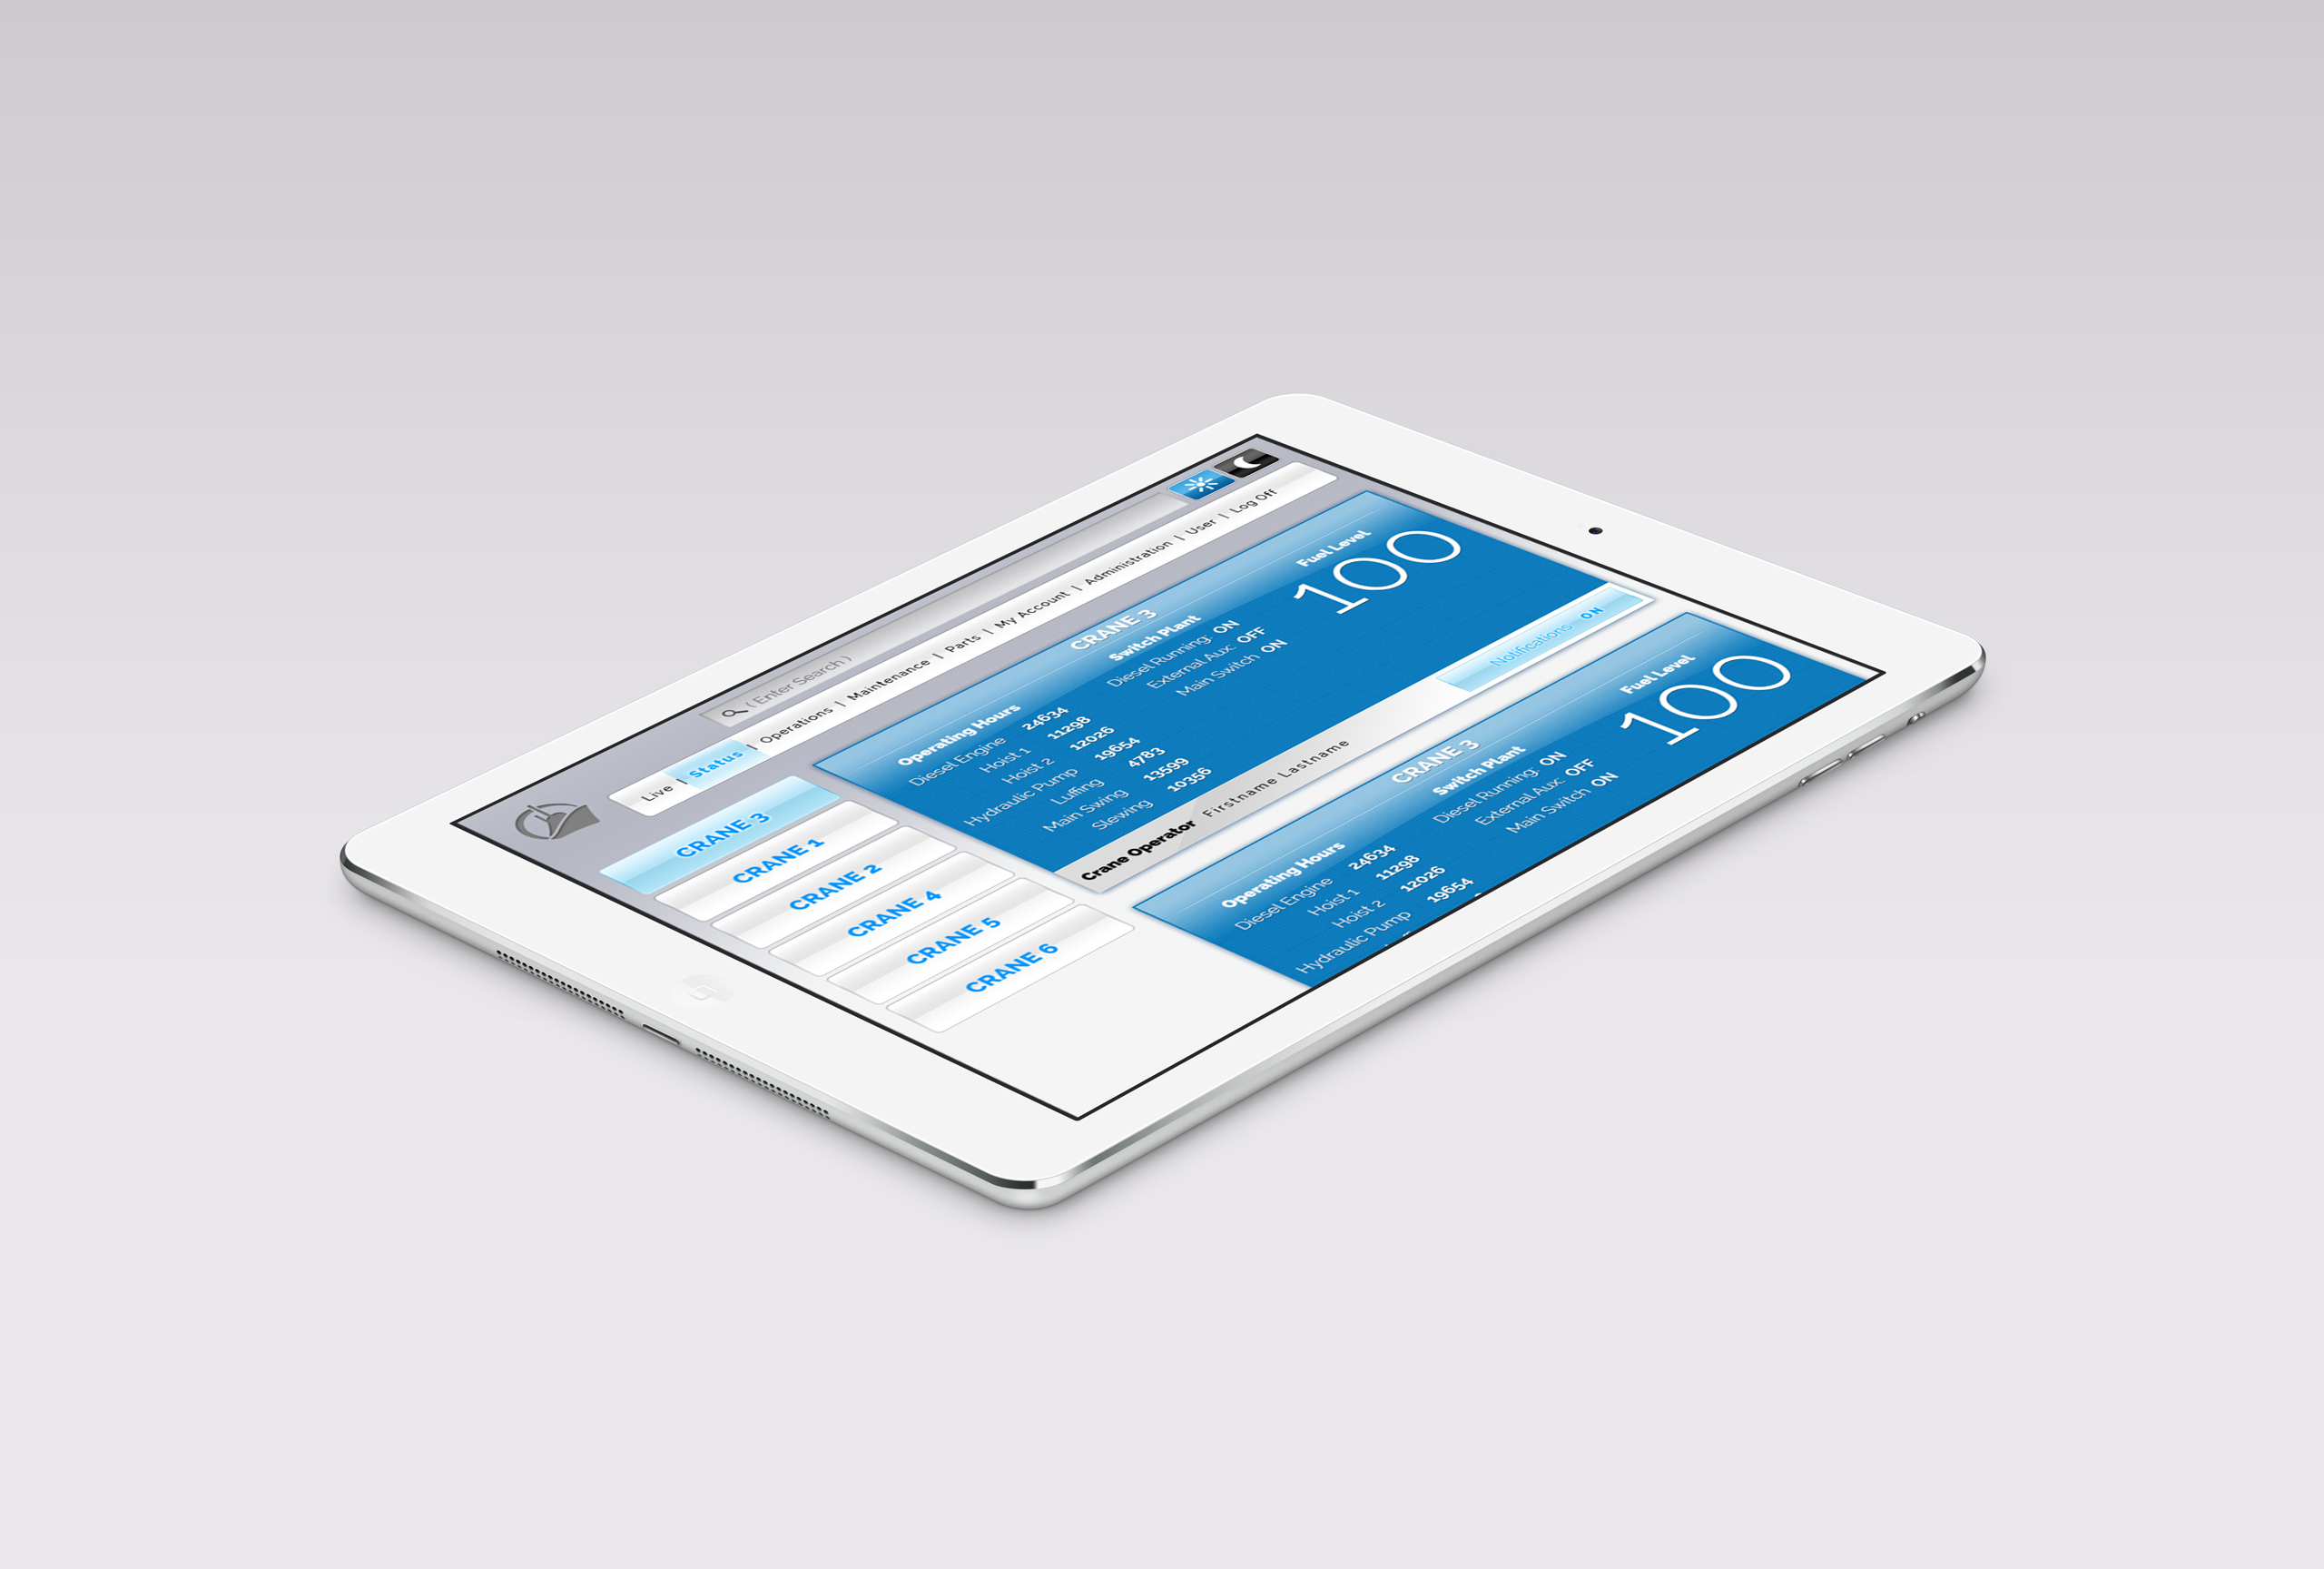 ( Enter Search )
Live | Status | Operations | Maintenance | Parts | My Account | Administration | User | Log Off
CRANE 3
CRANE 1
CRANE 2
CRANE 4
CRANE 5
CRANE 6
CRANE 3
Operating Hours
Diesel Engine 24634
Hoist 1 11298
Hoist 2 12026
Hydraulic Pump 19654
Luffing 4783
Main Swing 13599
Slewing 10356
Switch Plant
Diesel Running: ON
External Aux: OFF
Main Switch ON
Fuel Level
100
Crane Operator Firstname Lastname
Notifications ON
CRANE 3
Operating Hours
Diesel Engine 24634
Hoist 1 11298
Hoist 2 12026
Hydraulic Pump 19654
Switch Plant
Diesel Running: ON
External Aux: OFF
Main Switch ON
Fuel Level
100